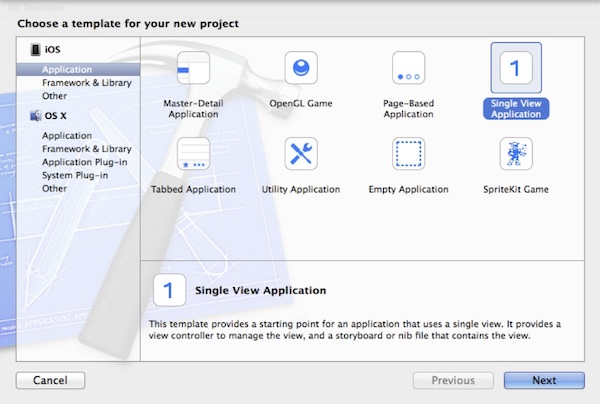 Choose a template for your new project
iOS
Application
Framework & Library
Other
OS X
Application
Framework & Library
Application Plug-in
System Plug-in
Other
Master-Detail
Application
OpenGL Game
Page-Based
Application
1
Single View
Application
Tabbed Application
Utility Application
Empty Application
SpriteKit Game
1
Single View Application
This template provides a starting point for an application that uses a single view. It provides a
view controller to manage the view, and a storyboard or nib file that contains the view.
Cancel
Previous
Next